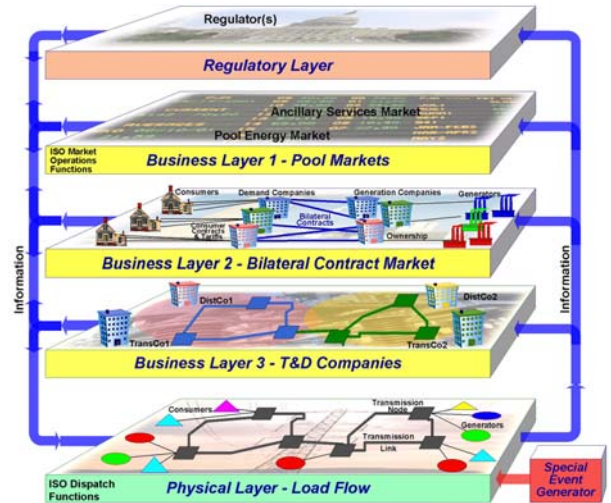 Regulator(s)
Regulatory Layer
Ancillary Services Market
Pool Energy Market
ISO Market
Operations
Functions
Business Layer 1 - Pool Markets
Consumers
Demand Companies
Generation Companies
Generators
Bilateral
Contracts
Consumer
Contracts
& Tariffs
Ownership
Business Layer 2 - Bilateral Contract Market
Information
Information
DistCo1
DistCo2
TransCo1
TransCo2
Business Layer 3 - T&D Companies
Consumers
Transmission
Node
Generators
Transmission
Link
ISO Dispatch
Functions
Physical Layer - Load Flow
Special
Event
Generator